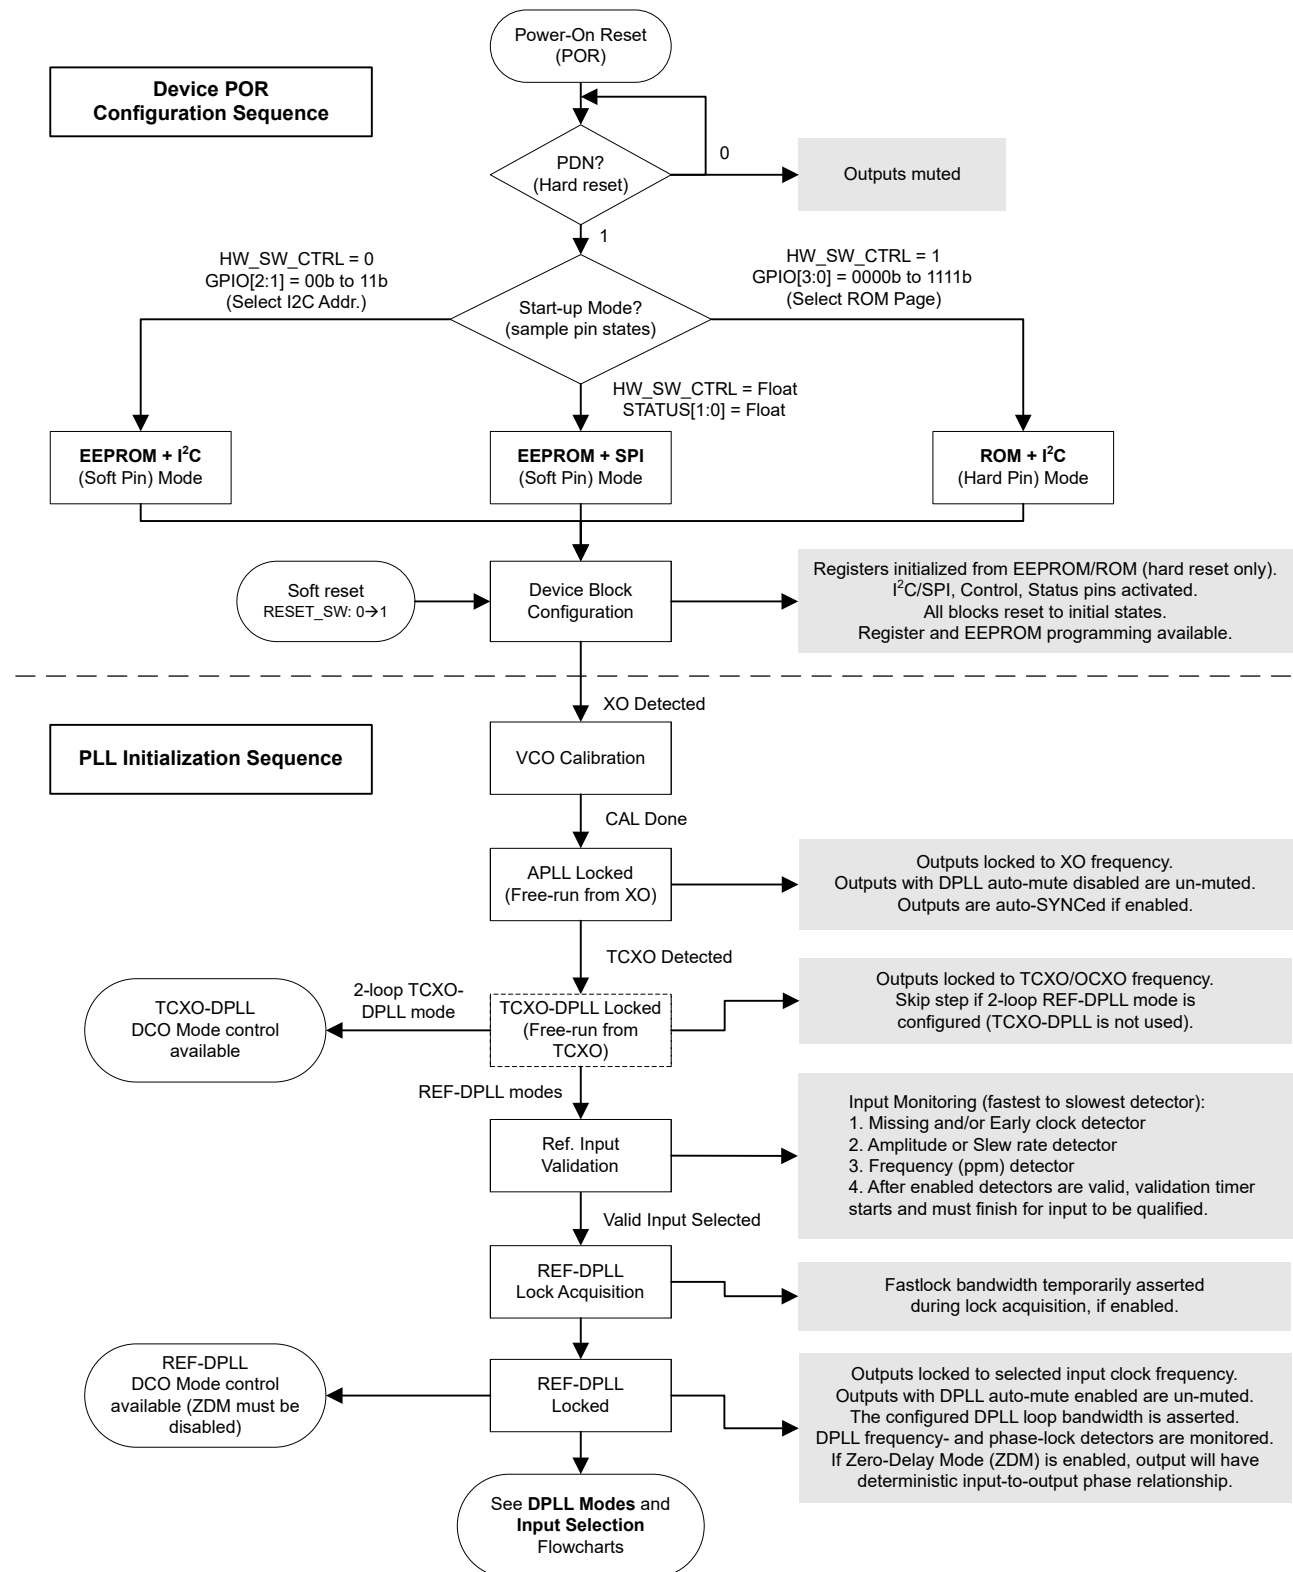 Power-On Reset
(POR)
Device POR
Configuration Sequence
PDN?
(Hard reset)
0
Outputs muted
1
HW_SW_CTRL = 0
GPIO[2:1] = 00b to 11b
(Select I2C Addr.)
HW_SW_CTRL = 1
GPIO[3:0] = 0000b to 1111b
(Select ROM Page)
Start-up Mode?
(sample pin states)
HW_SW_CTRL = Float
STATUS[1:0] = Float
EEPROM + I²C
(Soft Pin) Mode
EEPROM + SPI
(Soft Pin) Mode
ROM + I²C
(Hard Pin) Mode
Soft reset
RESET_SW: 0→1
Device Block
Configuration
Registers initialized from EEPROM/ROM (hard reset only).
I²C/SPI, Control, Status pins activated.
All blocks reset to initial states.
Register and EEPROM programming available.
XO Detected
PLL Initialization Sequence
VCO Calibration
CAL Done
APLL Locked
(Free-run from XO)
Outputs locked to XO frequency.
Outputs with DPLL auto-mute disabled are un-muted.
Outputs are auto-SYNCed if enabled.
TCXO Detected
2-loop TCXO-
DPLL mode
TCXO-DPLL
DCO Mode control
available
TCXO-DPLL Locked
(Free-run from
TCXO)
Outputs locked to TCXO/OCXO frequency.
Skip step if 2-loop REF-DPLL mode is
configured (TCXO-DPLL is not used).
REF-DPLL modes
Ref. Input
Validation
Input Monitoring (fastest to slowest detector):
1. Missing and/or Early clock detector
2. Amplitude or Slew rate detector
3. Frequency (ppm) detector
4. After enabled detectors are valid, validation timer
starts and must finish for input to be qualified.
Valid Input Selected
REF-DPLL
Lock Acquisition
Fastlock bandwidth temporarily asserted
during lock acquisition, if enabled.
REF-DPLL
DCO Mode control
available (ZDM must be
disabled)
REF-DPLL
Locked
Outputs locked to selected input clock frequency.
Outputs with DPLL auto-mute enabled are un-muted.
The configured DPLL loop bandwidth is asserted.
DPLL frequency- and phase-lock detectors are monitored.
If Zero-Delay Mode (ZDM) is enabled, output will have
deterministic input-to-output phase relationship.
See DPLL Modes and
Input Selection
Flowcharts